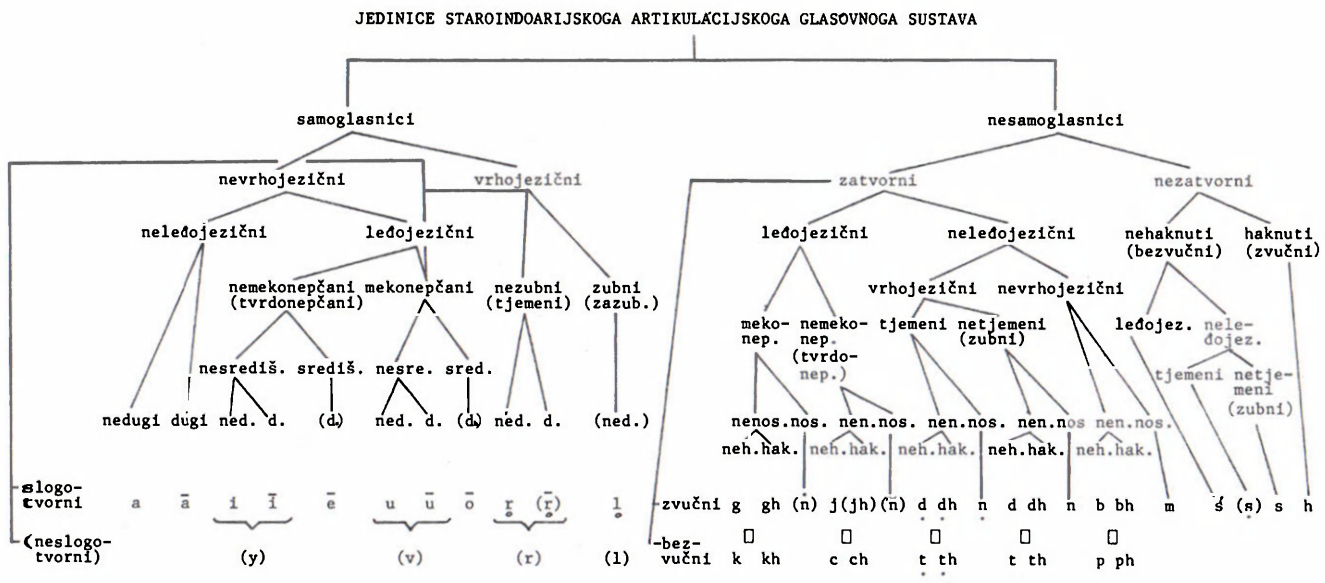 JEDINICE STAROINDOARIJSKOGA ARTIKULÁCIJSKOGA GLASOVNOGA SUSTAVA
samoglasnici nesamoglasnici
nevrhojezični vrhojezični zatvorni nezatvorni
neleđojezični leđojezični leđojezični neleđojezični nehaknuti haknuti
(bezvučni) (zvučni)
nemekonepčani mekonepčani nezubni zubni vrhojezični nevrhojezični
(tvrdonepčani) (tjemeni) (zazub.)
meko- nemeko- tjemeni netjemeni leđojez. nele-
nep. nep. (zubni) đojez.
(tvrdo-
nep.)
nesrediš. središ. nesre. sred. tjemeni netje-
meni
(zubni)
nedugi dugi ned. d. (d.) ned. d. (d.) ned. d. (ned.) nenos.nos. nen.nos. nen.nos. nen.nos nen.nos.
neh.hak. neh.hak. neh.hak. neh.hak. neh.hak.
slogo-
tvorni a ā i ī ē u ū ō r̥ (r̥̄) l̥ zvučni g gh (ṅ) j(jh)(ñ) ḍ ḍh ṇ d dh n b bh m ś (ṣ) s h
(neslogo-
tvorni) (y) (v) (r) (l) -bez-
vučni k kh c ch ṭ ṭh t th p ph